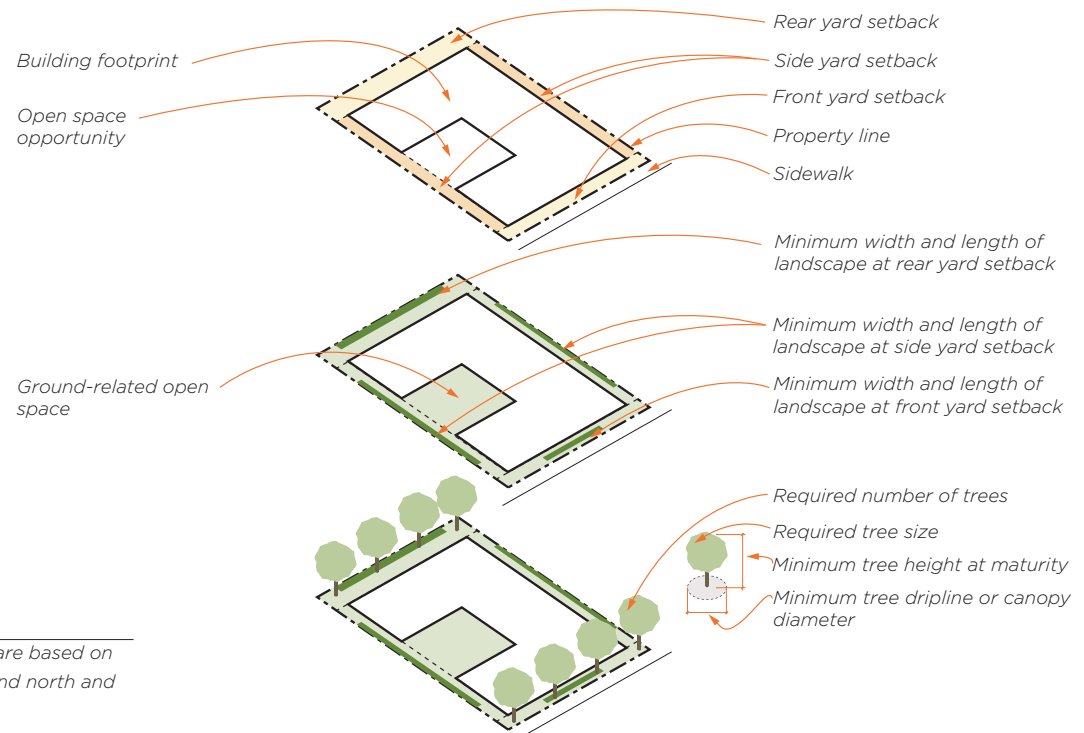 Rear yard setback
Building footprint
Side yard setback
Front yard setback
Open space
opportunity
Property line
Sidewalk
Minimum width and length of
landscape at rear yard setback
Minimum width and length of
landscape at side yard setback
Ground-related open
space
Minimum width and length of
landscape at front yard setback
Required number of trees
Required tree size
Minimum tree height at maturity
Minimum tree dripline or canopy
diameter
are based on
nd north and